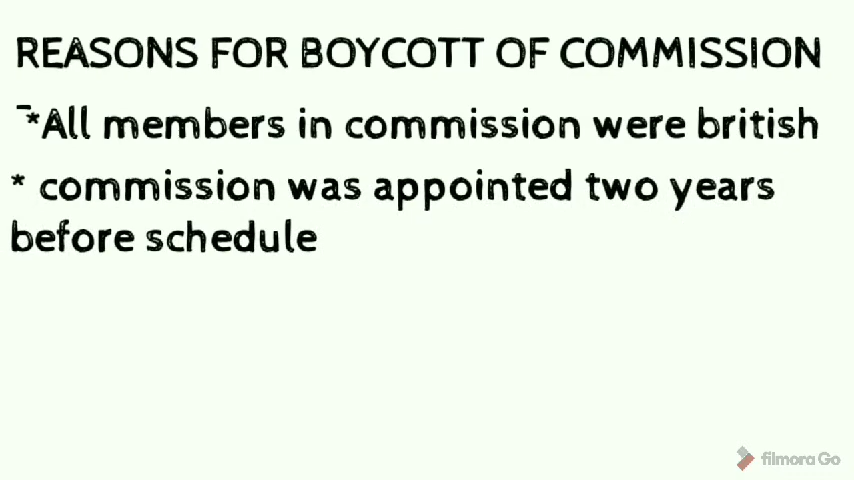 REASONS FOR BOYCOTT OF COMMISSION
*All members in commission were british
* commission was appointed two years
before schedule
filmora Go